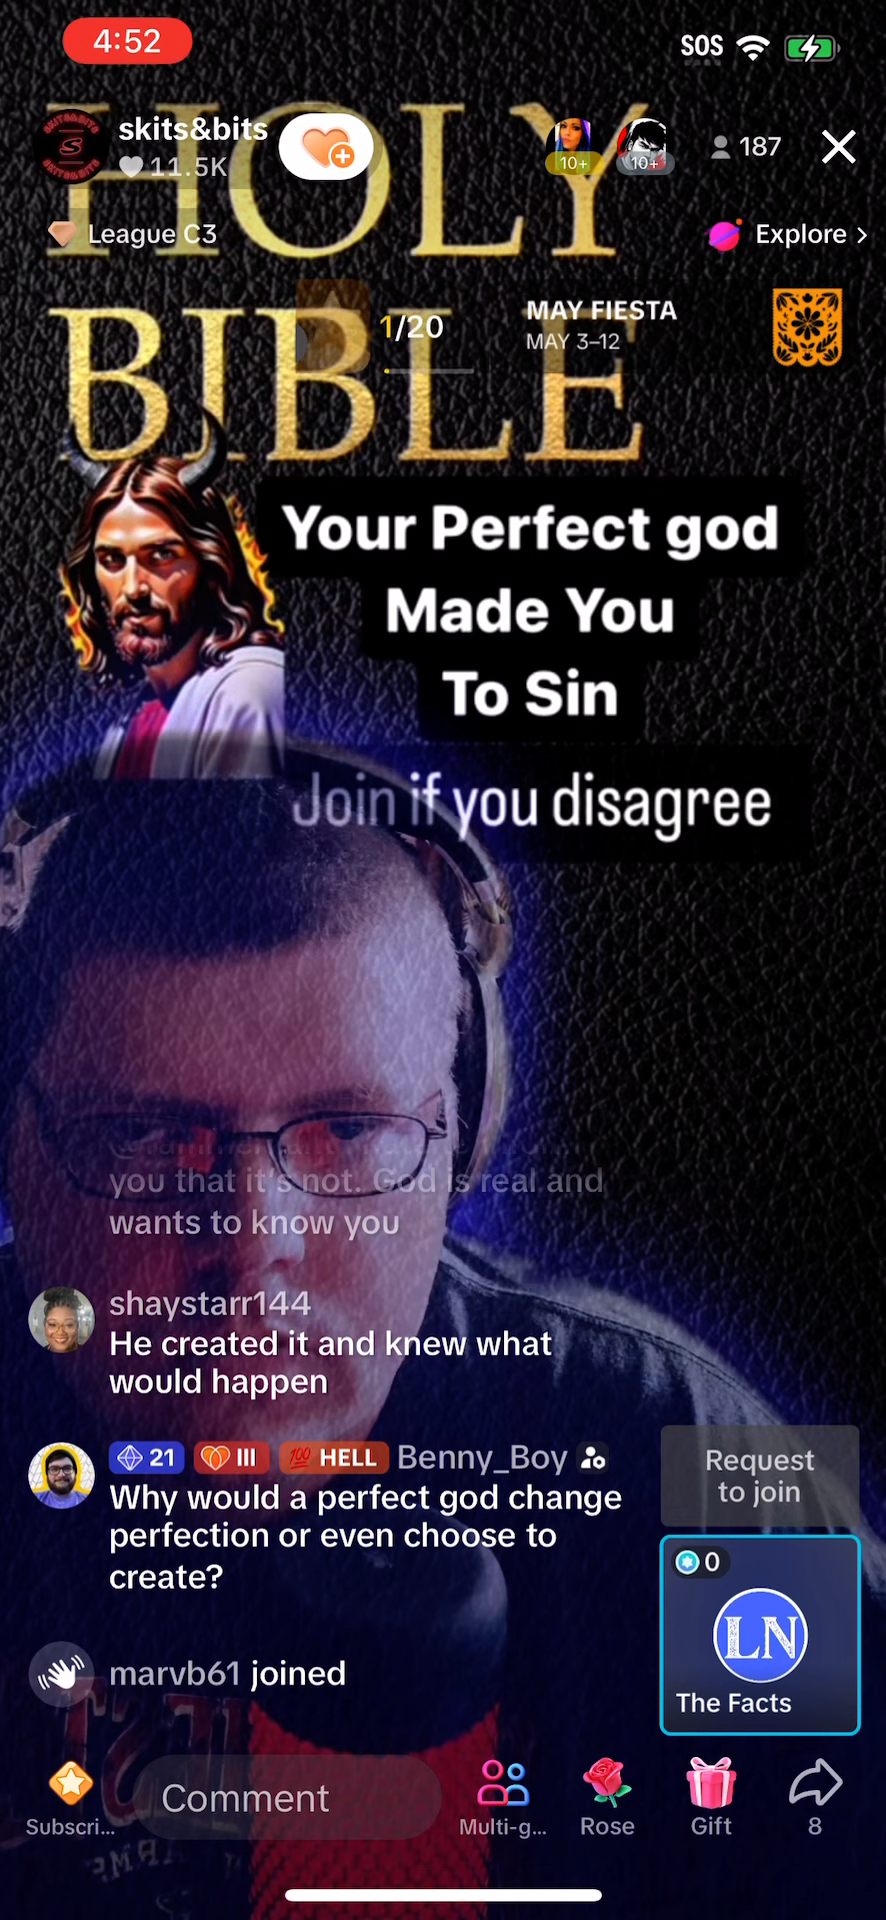 4:52
SOS
skits&bits
11.5K
10+
10+
187
League C3
Explore >
HOLY
BIBLE
1/20
MAY FIESTA
MAY 3–12
Your Perfect god
Made You
To Sin
Join if you disagree
you that it's not. God is real and
wants to know you
shaystarr144
He created it and knew what
would happen
21 III 100 HELL Benny_Boy
Why would a perfect god change
perfection or even choose to
create?
marvb61 joined
Request
to join
0
LN
The Facts
Subscri...
Comment
Multi-g...
Rose
Gift
8